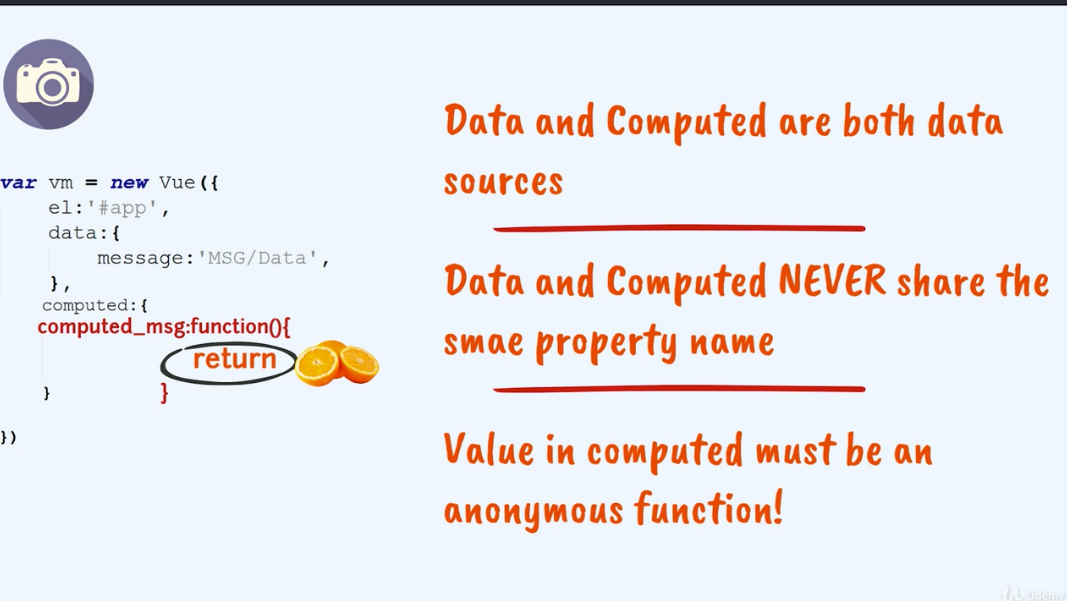 var vm = new Vue({
el:'#app',
data:{
message:'MSG/Data',
},
computed:{
computed_msg:function(){
return
}
}
})
Data and Computed are both data
sources
Data and Computed NEVER share the
smae property name
Value in computed must be an
anonymous function!
Udemy